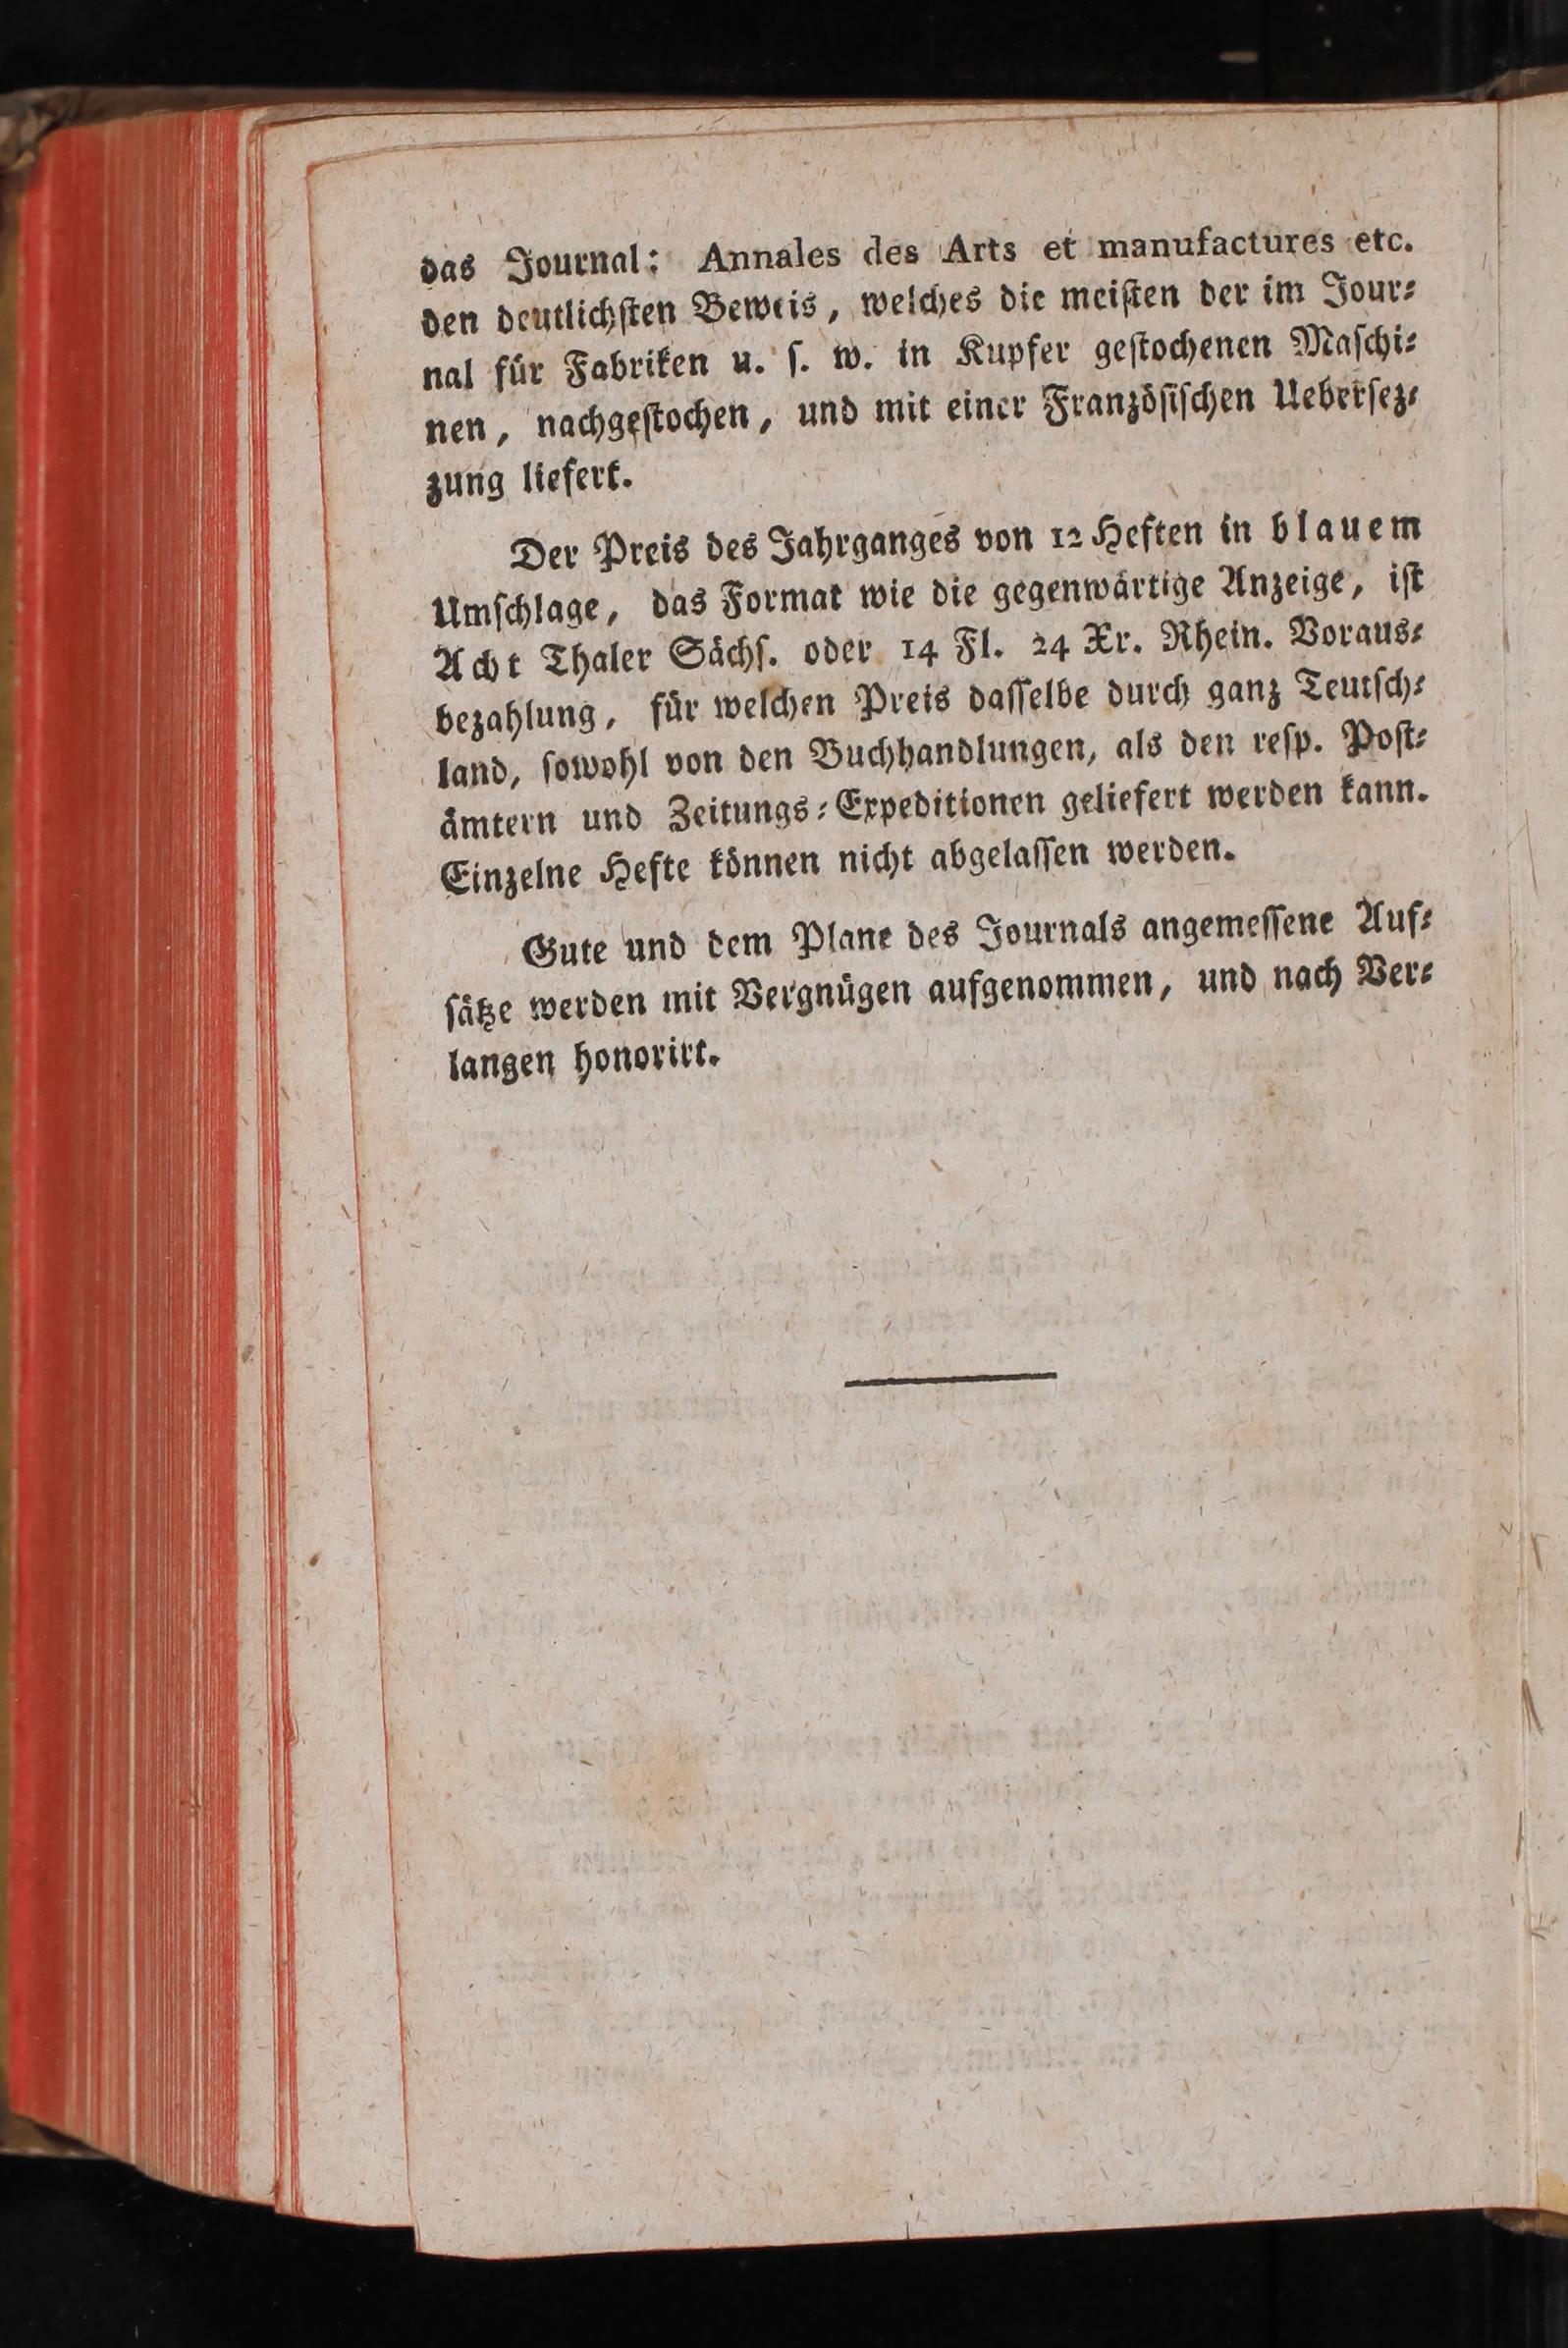 das Journal: Annales des Arts et manufactures etc.
den deutlichſten Beweis, welches die meiſten der im Jour⸗
nal für Fabriken u. ſ. w. in Kupfer geſtochenen Maſchi⸗
nen, nachgeſtochen, und mit einer Franzöſiſchen Ueberſez⸗
zung liefert.
Der Preis des Jahrganges von 12 Heften in blauem
Umſchlage, das Format wie die gegenwärtige Anzeige, iſt
Acht Thaler Sächſ. oder 14 Fl. 24 Xr. Rhein. Voraus⸗
bezahlung, für welchen Preis daſſelbe durch ganz Teutſch⸗
land, ſowohl von den Buchhandlungen, als den reſp. Poſt⸗
ämtern und Zeitungs⸗Expeditionen geliefert werden kann.
Einzelne Hefte können nicht abgelaſſen werden.
Gute und dem Plane des Journals angemeſſene Auf⸗
ſätze werden mit Vergnügen aufgenommen, und nach Ver⸗
langen honorirt.